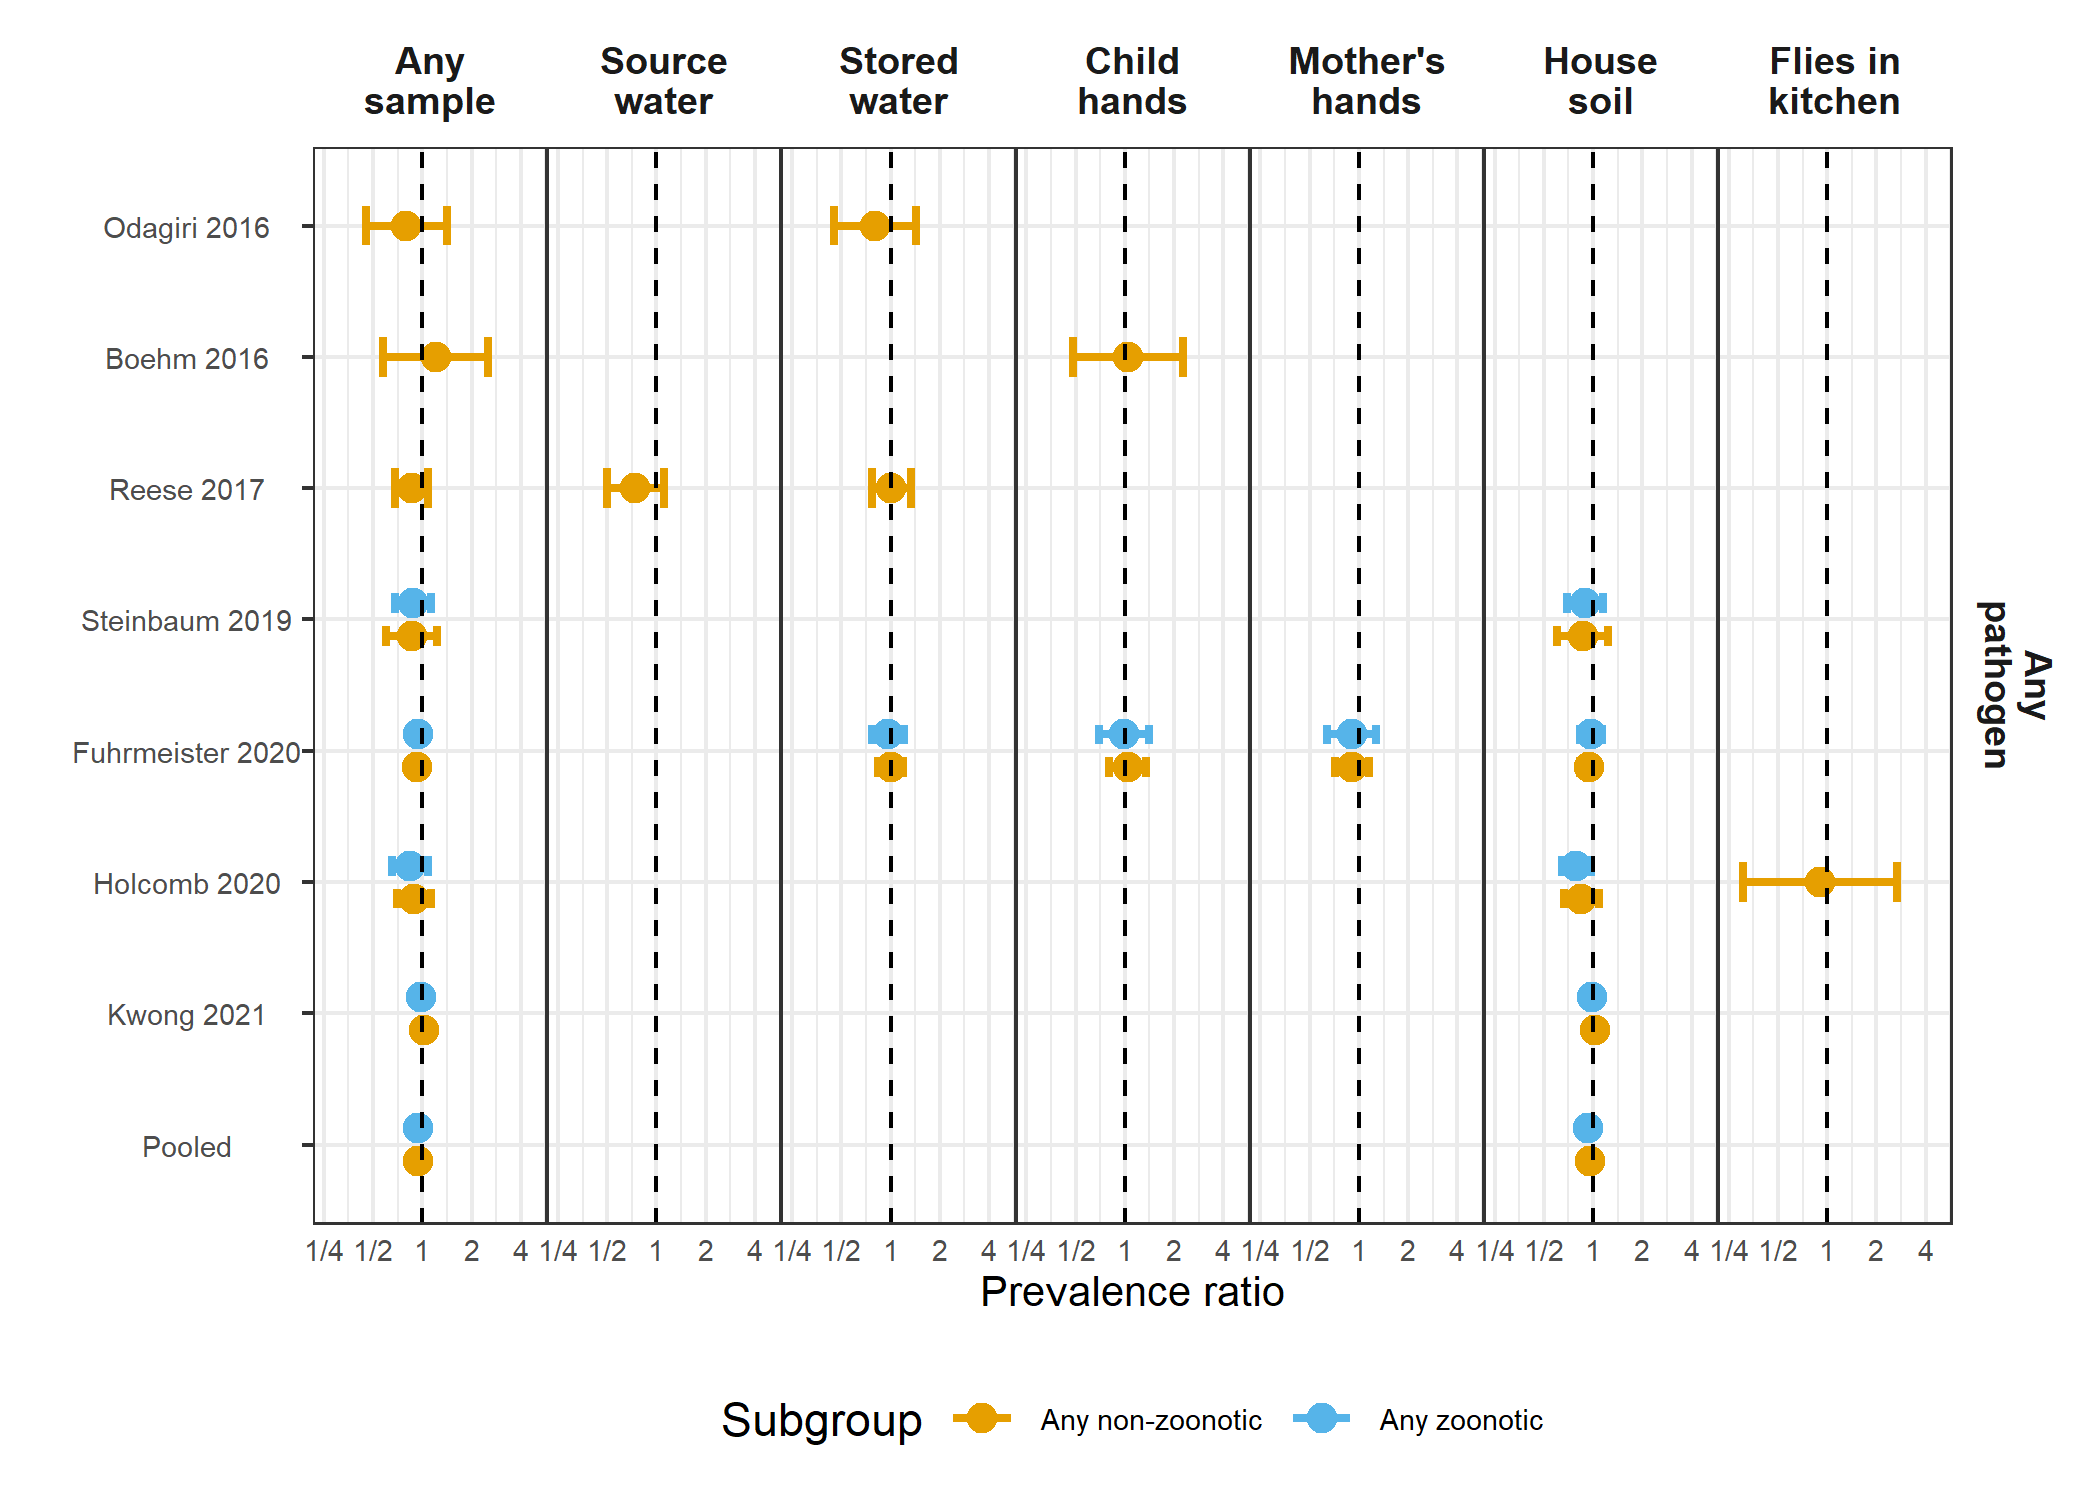 Any
sample
Source
water
Stored
water
Child
hands
Mother's
hands
House
soil
Flies in
kitchen
Odagiri 2016
Boehm 2016
Reese 2017
Steinbaum 2019
Fuhrmeister 2020
Holcomb 2020
Kwong 2021
Pooled
Any
pathogen
1/4 1/2 1 2 4 1/4 1/2 1 2 4 1/4 1/2 1 2 4 1/4 1/2 1 2 4 1/4 1/2 1 2 4 1/4 1/2 1 2 4 1/4 1/2 1 2 4
Prevalence ratio
Subgroup Any non-zoonotic Any zoonotic